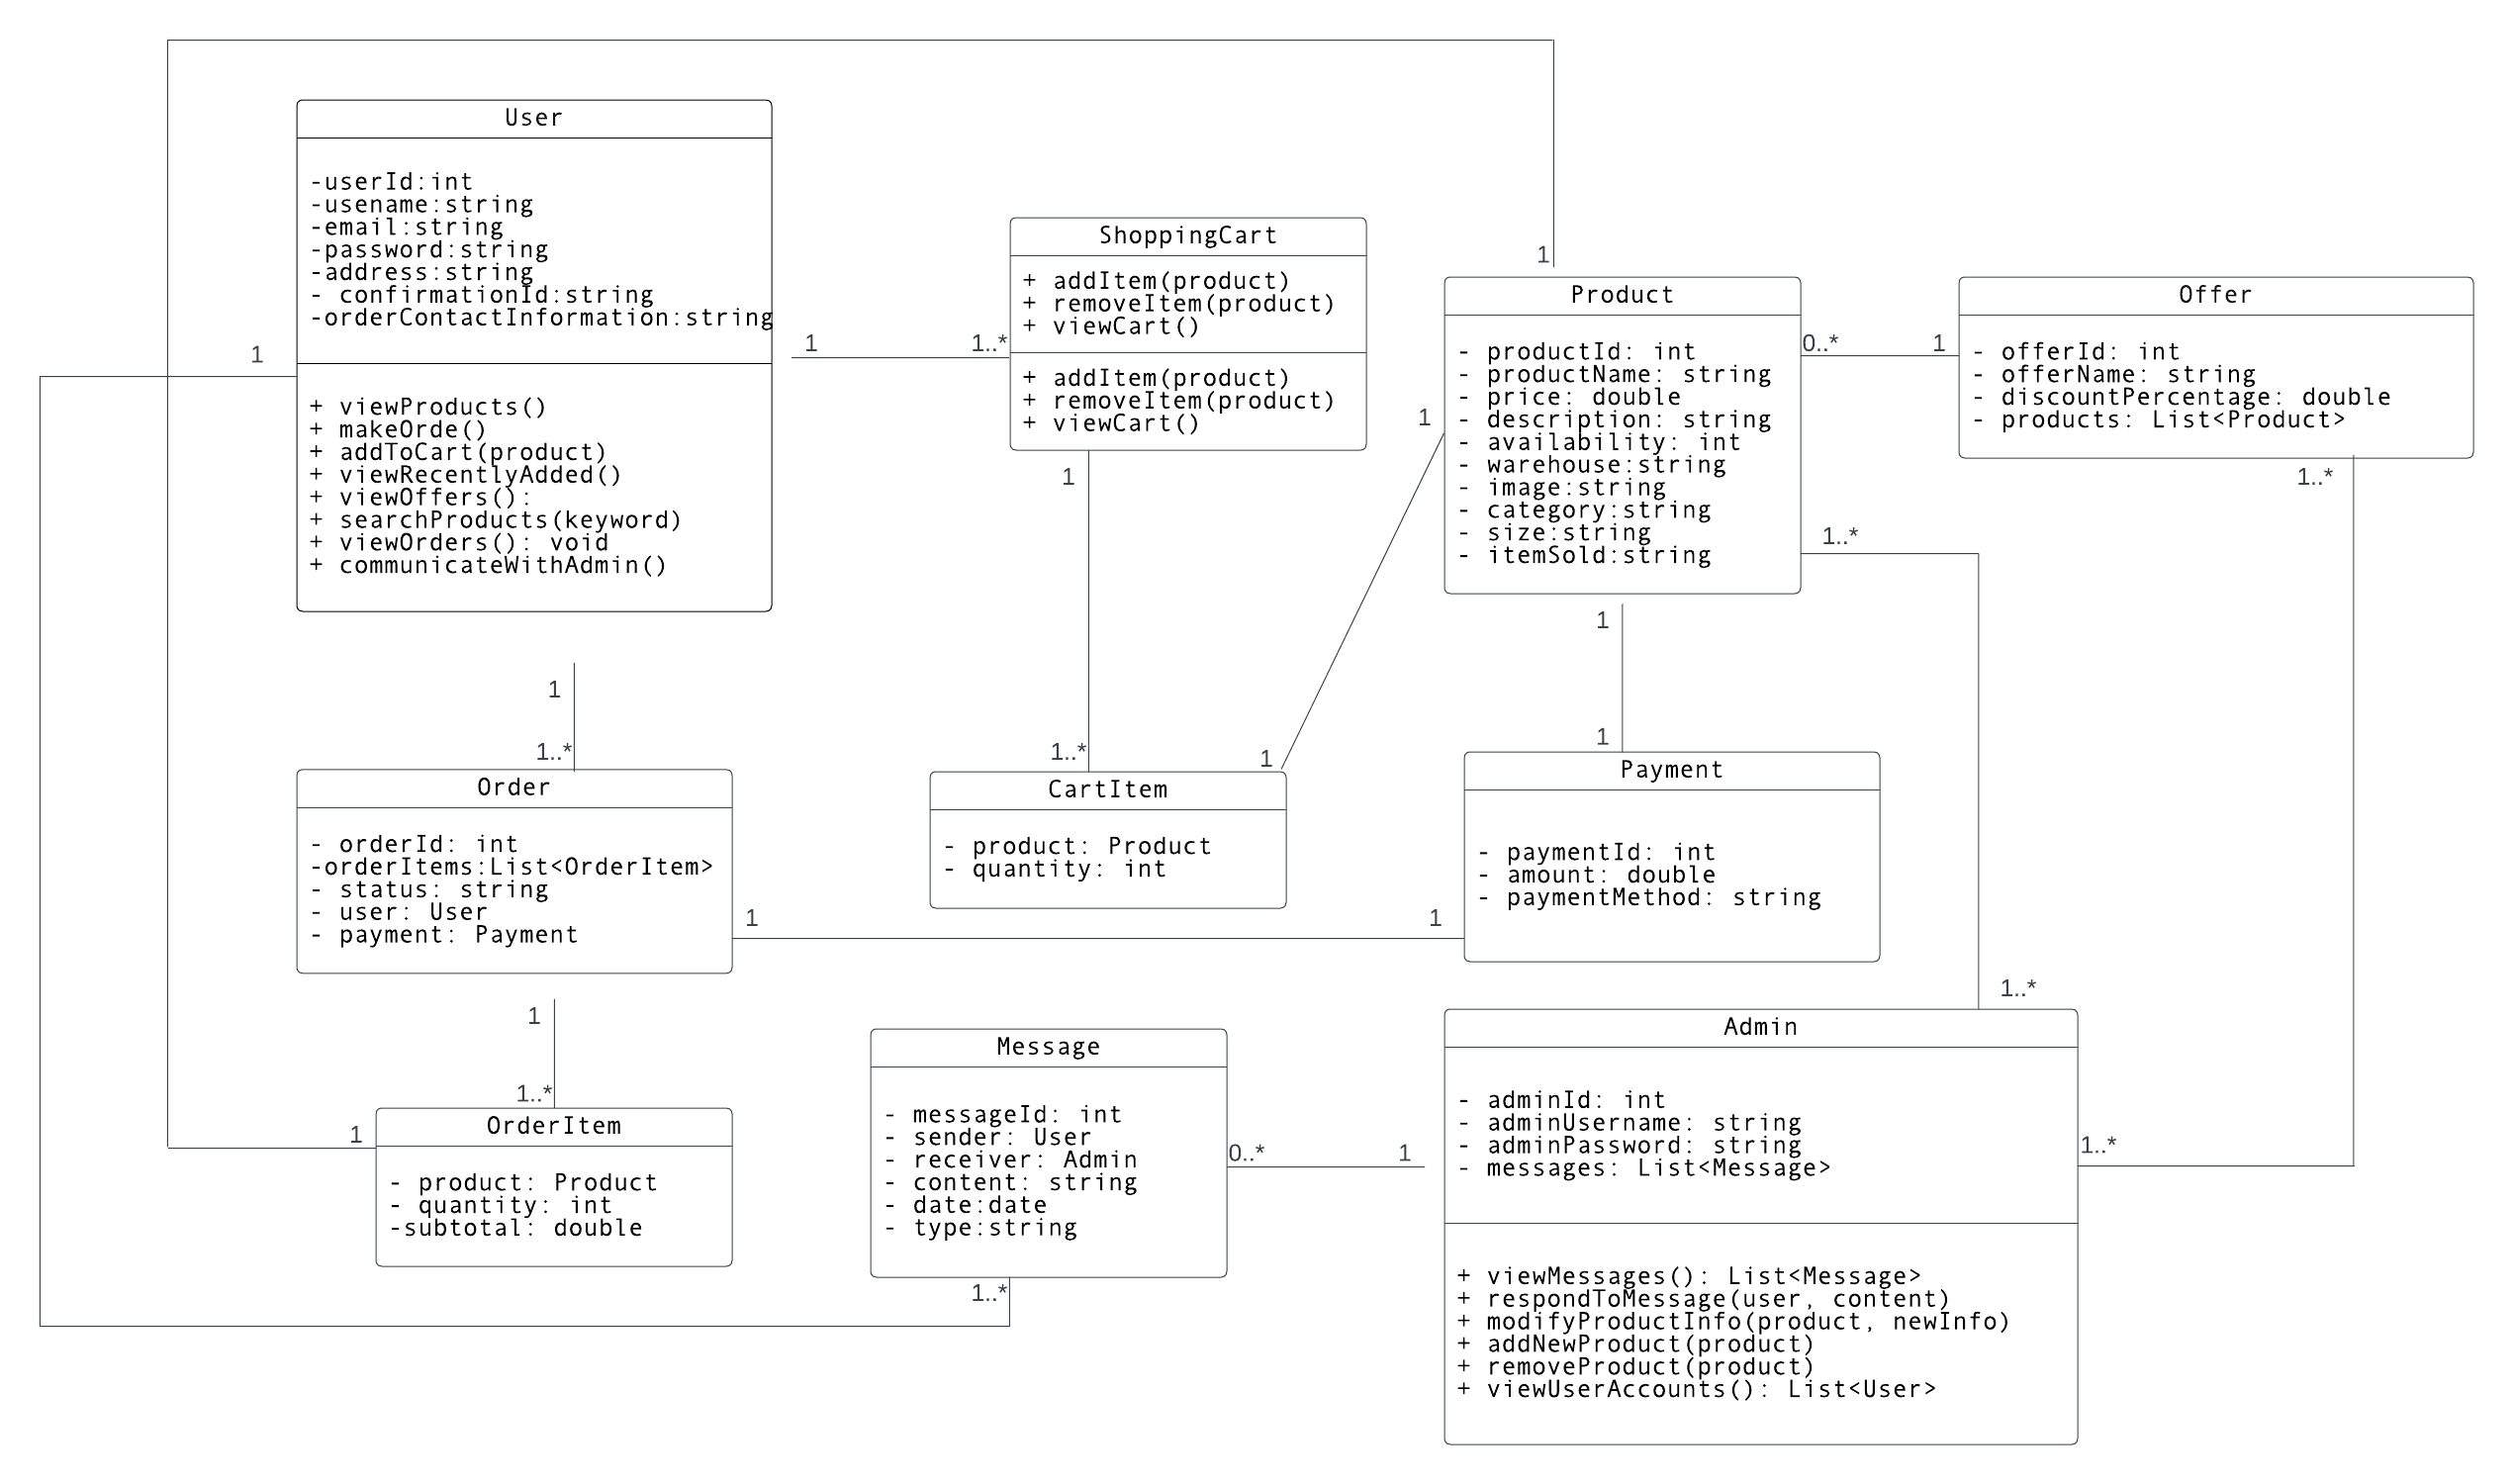 User
-userId:int
-usename:string
-email:string
-password:string
-address:string
- confirmationId:string
-orderContactInformation:string
+ viewProducts()
+ makeOrde()
+ addToCart(product)
+ viewRecentlyAdded()
+ viewOffers():
+ searchProducts(keyword)
+ viewOrders(): void
+ communicateWithAdmin()
1
1
1..*
ShoppingCart
+ addItem(product)
+ removeItem(product)
+ viewCart()
+ addItem(product)
+ removeItem(product)
+ viewCart()
1
1
Product
- productId: int
- productName: string
- price: double
- description: string
- availability: int
- warehouse:string
- image:string
- category:string
- size:string
- itemSold:string
1
0..*
1
Offer
- offerId: int
- offerName: string
- discountPercentage: double
- products: List<Product>
1..*
1..*
1
1
1
1..*
Order
- orderId: int
-orderItems:List<OrderItem>
- status: string
- user: User
- payment: Payment
1..*
1
CartItem
- product: Product
- quantity: int
1
Payment
- paymentId: int
- amount: double
- paymentMethod: string
1
1
1
1..*
1
OrderItem
- product: Product
- quantity: int
-subtotal: double
Message
- messageId: int
- sender: User
- receiver: Admin
- content: string
- date:date
- type:string
1..*
0..*
1
1..*
Admin
- adminId: int
- adminUsername: string
- adminPassword: string
- messages: List<Message>
+ viewMessages(): List<Message>
+ respondToMessage(user, content)
+ modifyProductInfo(product, newInfo)
+ addNewProduct(product)
+ removeProduct(product)
+ viewUserAccounts(): List<User>
1..*